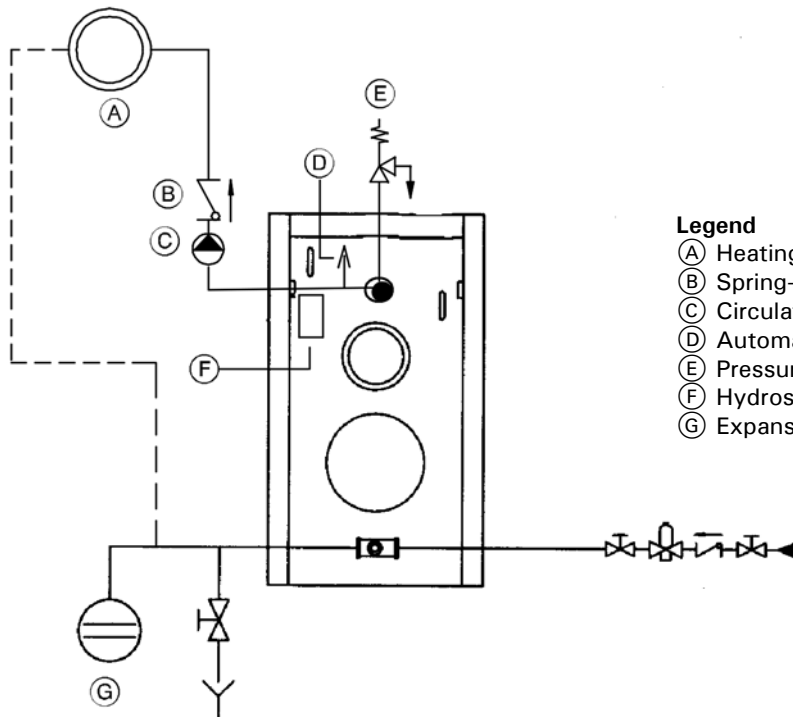 E
D
A
B
C
F
G
Legend
A Heating
B Spring-
C Circula
D Automa
E Pressur
F Hydros
G Expans